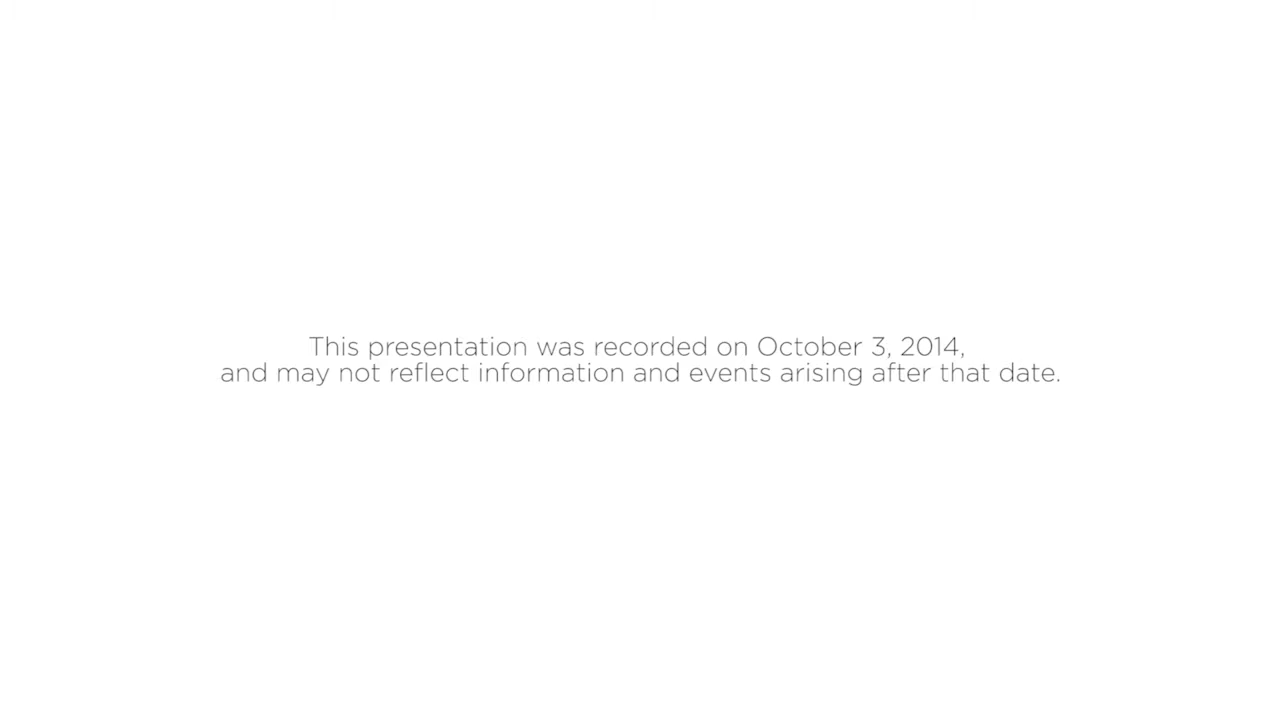 This presentation was recorded on October 3, 2014,
and may not reflect information and events arising after that date.